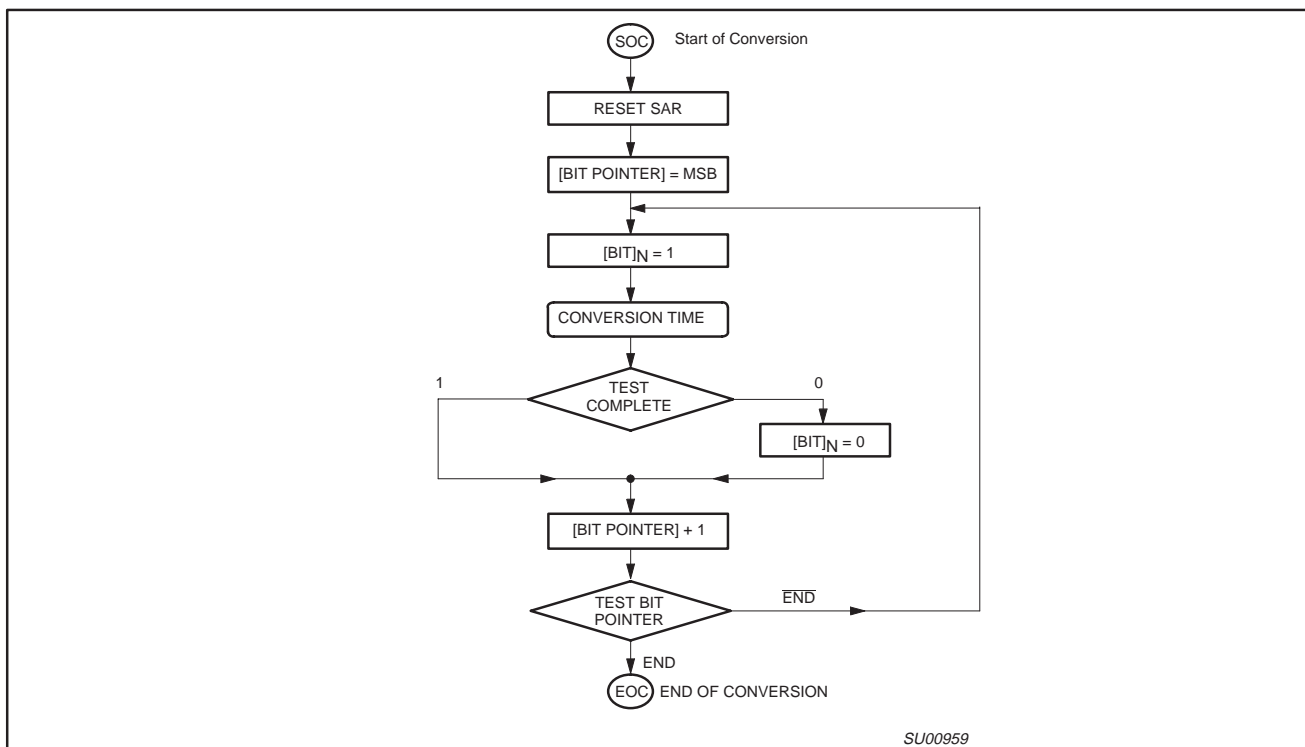 SOC Start of Conversion
RESET SAR
[BIT POINTER] = MSB
[BIT]N = 1
CONVERSION TIME
1
TEST
COMPLETE
0
[BIT]N = 0
[BIT POINTER] + 1
TEST BIT
POINTER
END
END
EOC END OF CONVERSION
SU00959